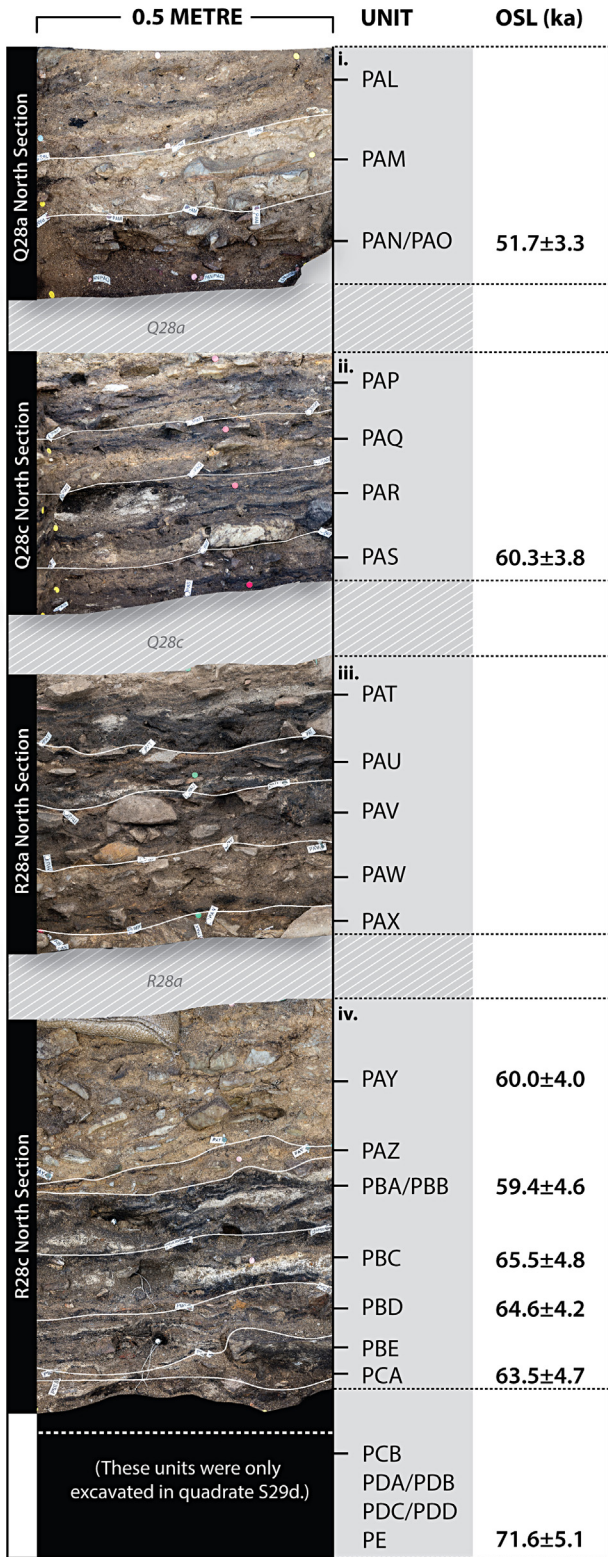 0.5 METRE UNIT OSL (ka)
Q28a North Section
i.
PAL
PAM
PAN/PAO 51.7±3.3
Q28a
Q28c North Section
ii.
PAP
PAQ
PAR
PAS 60.3±3.8
Q28c
R28a North Section
iii.
PAT
PAU
PAV
PAW
PAX
R28a
R28c North Section
iv.
PAY 60.0±4.0
PAZ
PBA/PBB 59.4±4.6
PBC 65.5±4.8
PBD 64.6±4.2
PBE
PCA 63.5±4.7
(These units were only
excavated in quadrate S29d.)
PCB
PDA/PDB
PDC/PDD
PE 71.6±5.1